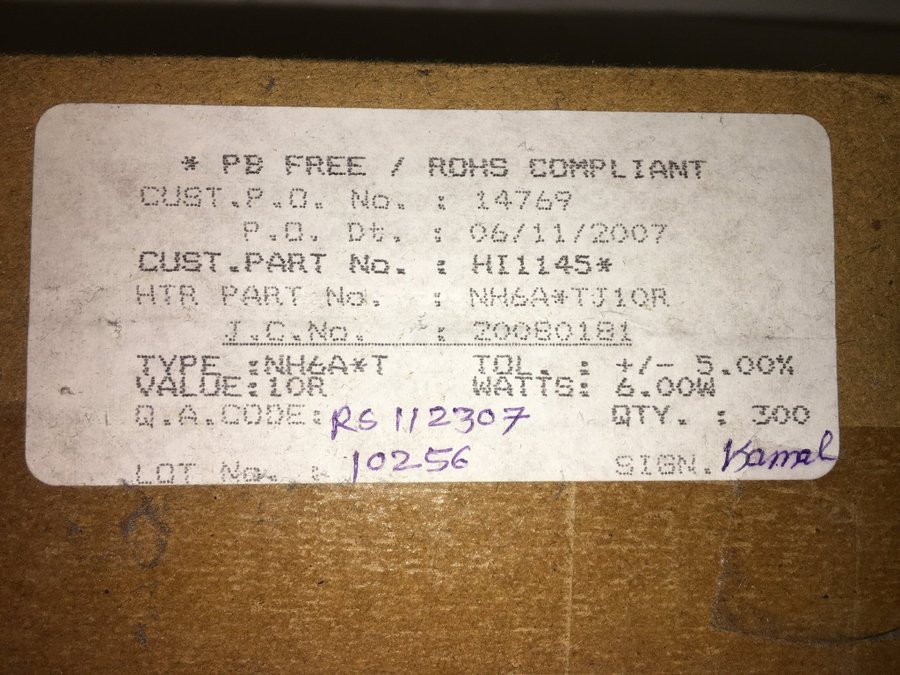 * PB FREE / ROHS COMPLIANT
CUST.P.O. No. : 14769
P.O. Dt. : 06/11/2007
CUST.PART No. : HI1145*
HTR PART No. : NH6A*TJ10R
J.C.No. : Z0080181
TYPE :NH6A*T TOL. : +/- 5.00%
VALUE:10R WATTS: 6.00W
Q.A.CODE: RS 112307 QTY. : 300
LOT No. : 10256 SIGN. Kamal